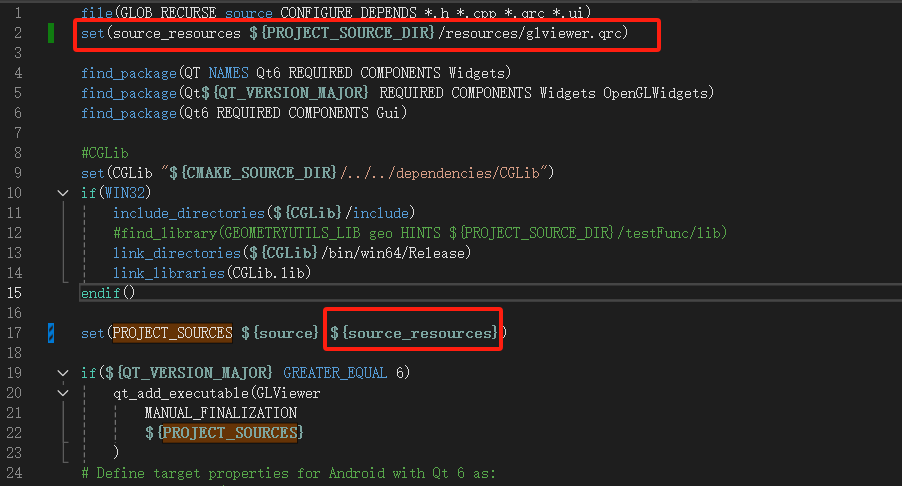 1 file(GLOB_RECURSE source CONFIGURE_DEPENDS *.h *.cpp *.qrc *.ui)
2 set(source_resources ${PROJECT_SOURCE_DIR}/resources/glviewer.qrc)
3
4 find_package(QT NAMES Qt6 REQUIRED COMPONENTS Widgets)
5 find_package(Qt${QT_VERSION_MAJOR} REQUIRED COMPONENTS Widgets OpenGLWidgets)
6 find_package(Qt6 REQUIRED COMPONENTS Gui)
7
8 #CGLib
9 set(CGLib "${CMAKE_SOURCE_DIR}/../../dependencies/CGLib")
10 if(WIN32)
11 include_directories(${CGLib}/include)
12 #find_library(GEOMETRYUTILS_LIB geo HINTS ${PROJECT_SOURCE_DIR}/testFunc/lib)
13 link_directories(${CGLib}/bin/win64/Release)
14 link_libraries(CGLib.lib)
15 endif()
16
17 set(PROJECT_SOURCES ${source} ${source_resources})
18
19 if(${QT_VERSION_MAJOR} GREATER_EQUAL 6)
20 qt_add_executable(GLViewer
21 MANUAL_FINALIZATION
22 ${PROJECT_SOURCES}
23 )
24 # Define target properties for Android with Qt 6 as: